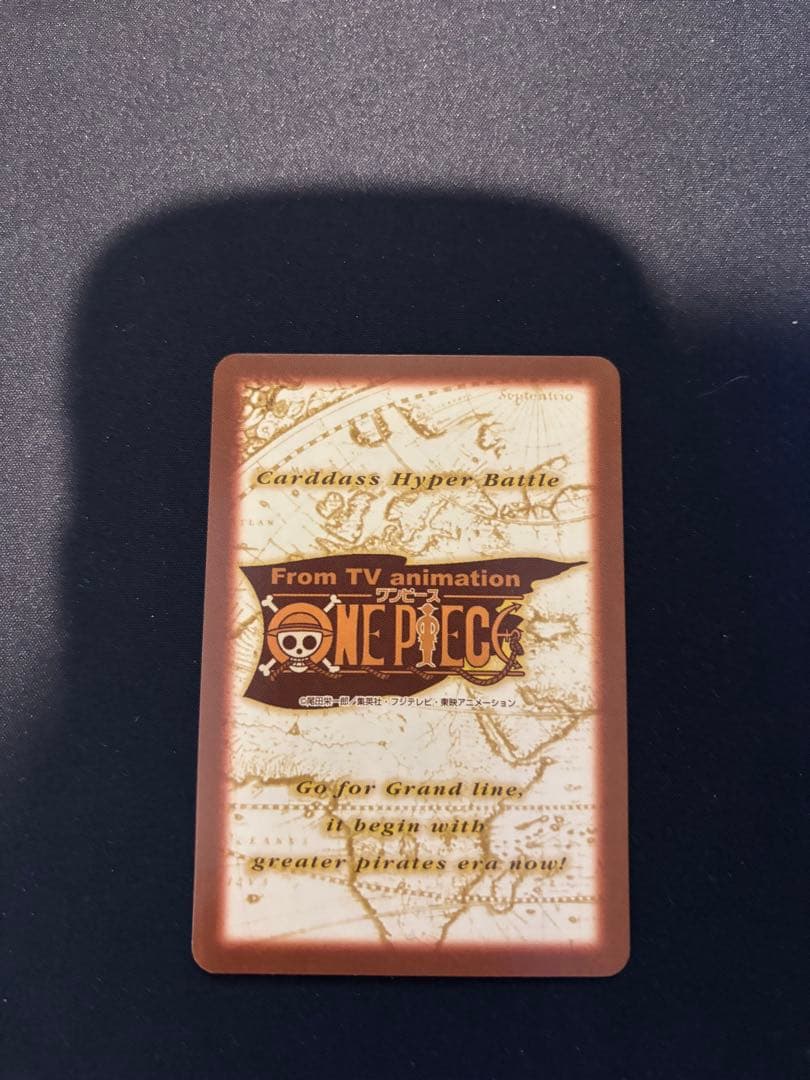 Septentrio
Carddass Hyper Battle
From TV animation
ワンピース
ONE PIECE
©尾田栄一郎／集英社・フジテレビ・東映アニメーション
Go for Grand line,
it begin with
greater pirates era now!